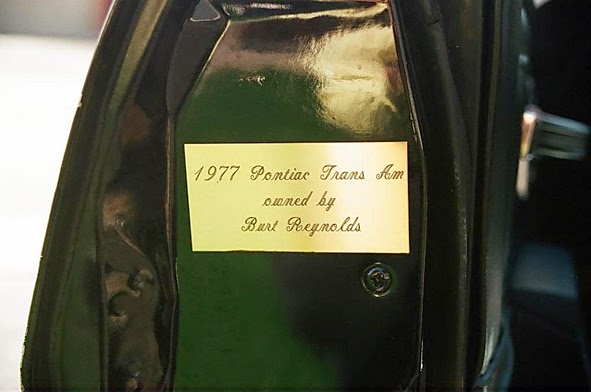 1977 Pontiac Trans Am
owned by
Burt Reynolds